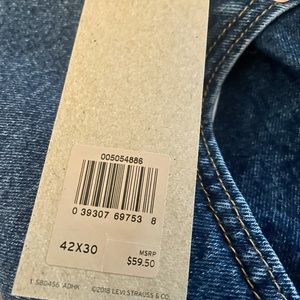 005054886
0 39307 69753 8
42X30
MSRP
$59.50
1 580456 ADHK ©2018 LEVI STRAUSS & CO.